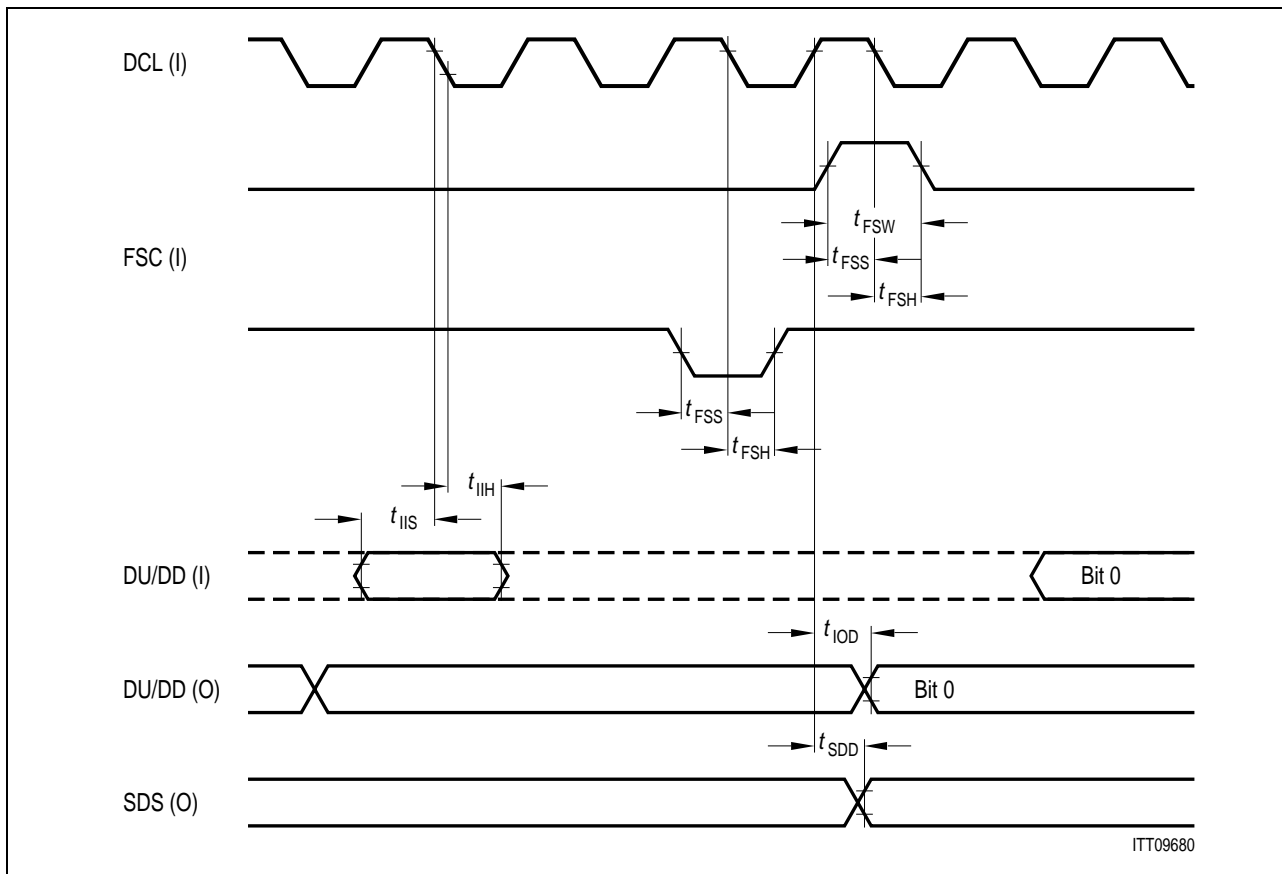 DCL (I)
FSC (I)
t FSW
t FSS
t FSH
t FSS
t FSH
t IIH
t IIS
DU/DD (I)
Bit 0
t IOD
DU/DD (O)
Bit 0
t SDD
SDS (O)
ITT09680